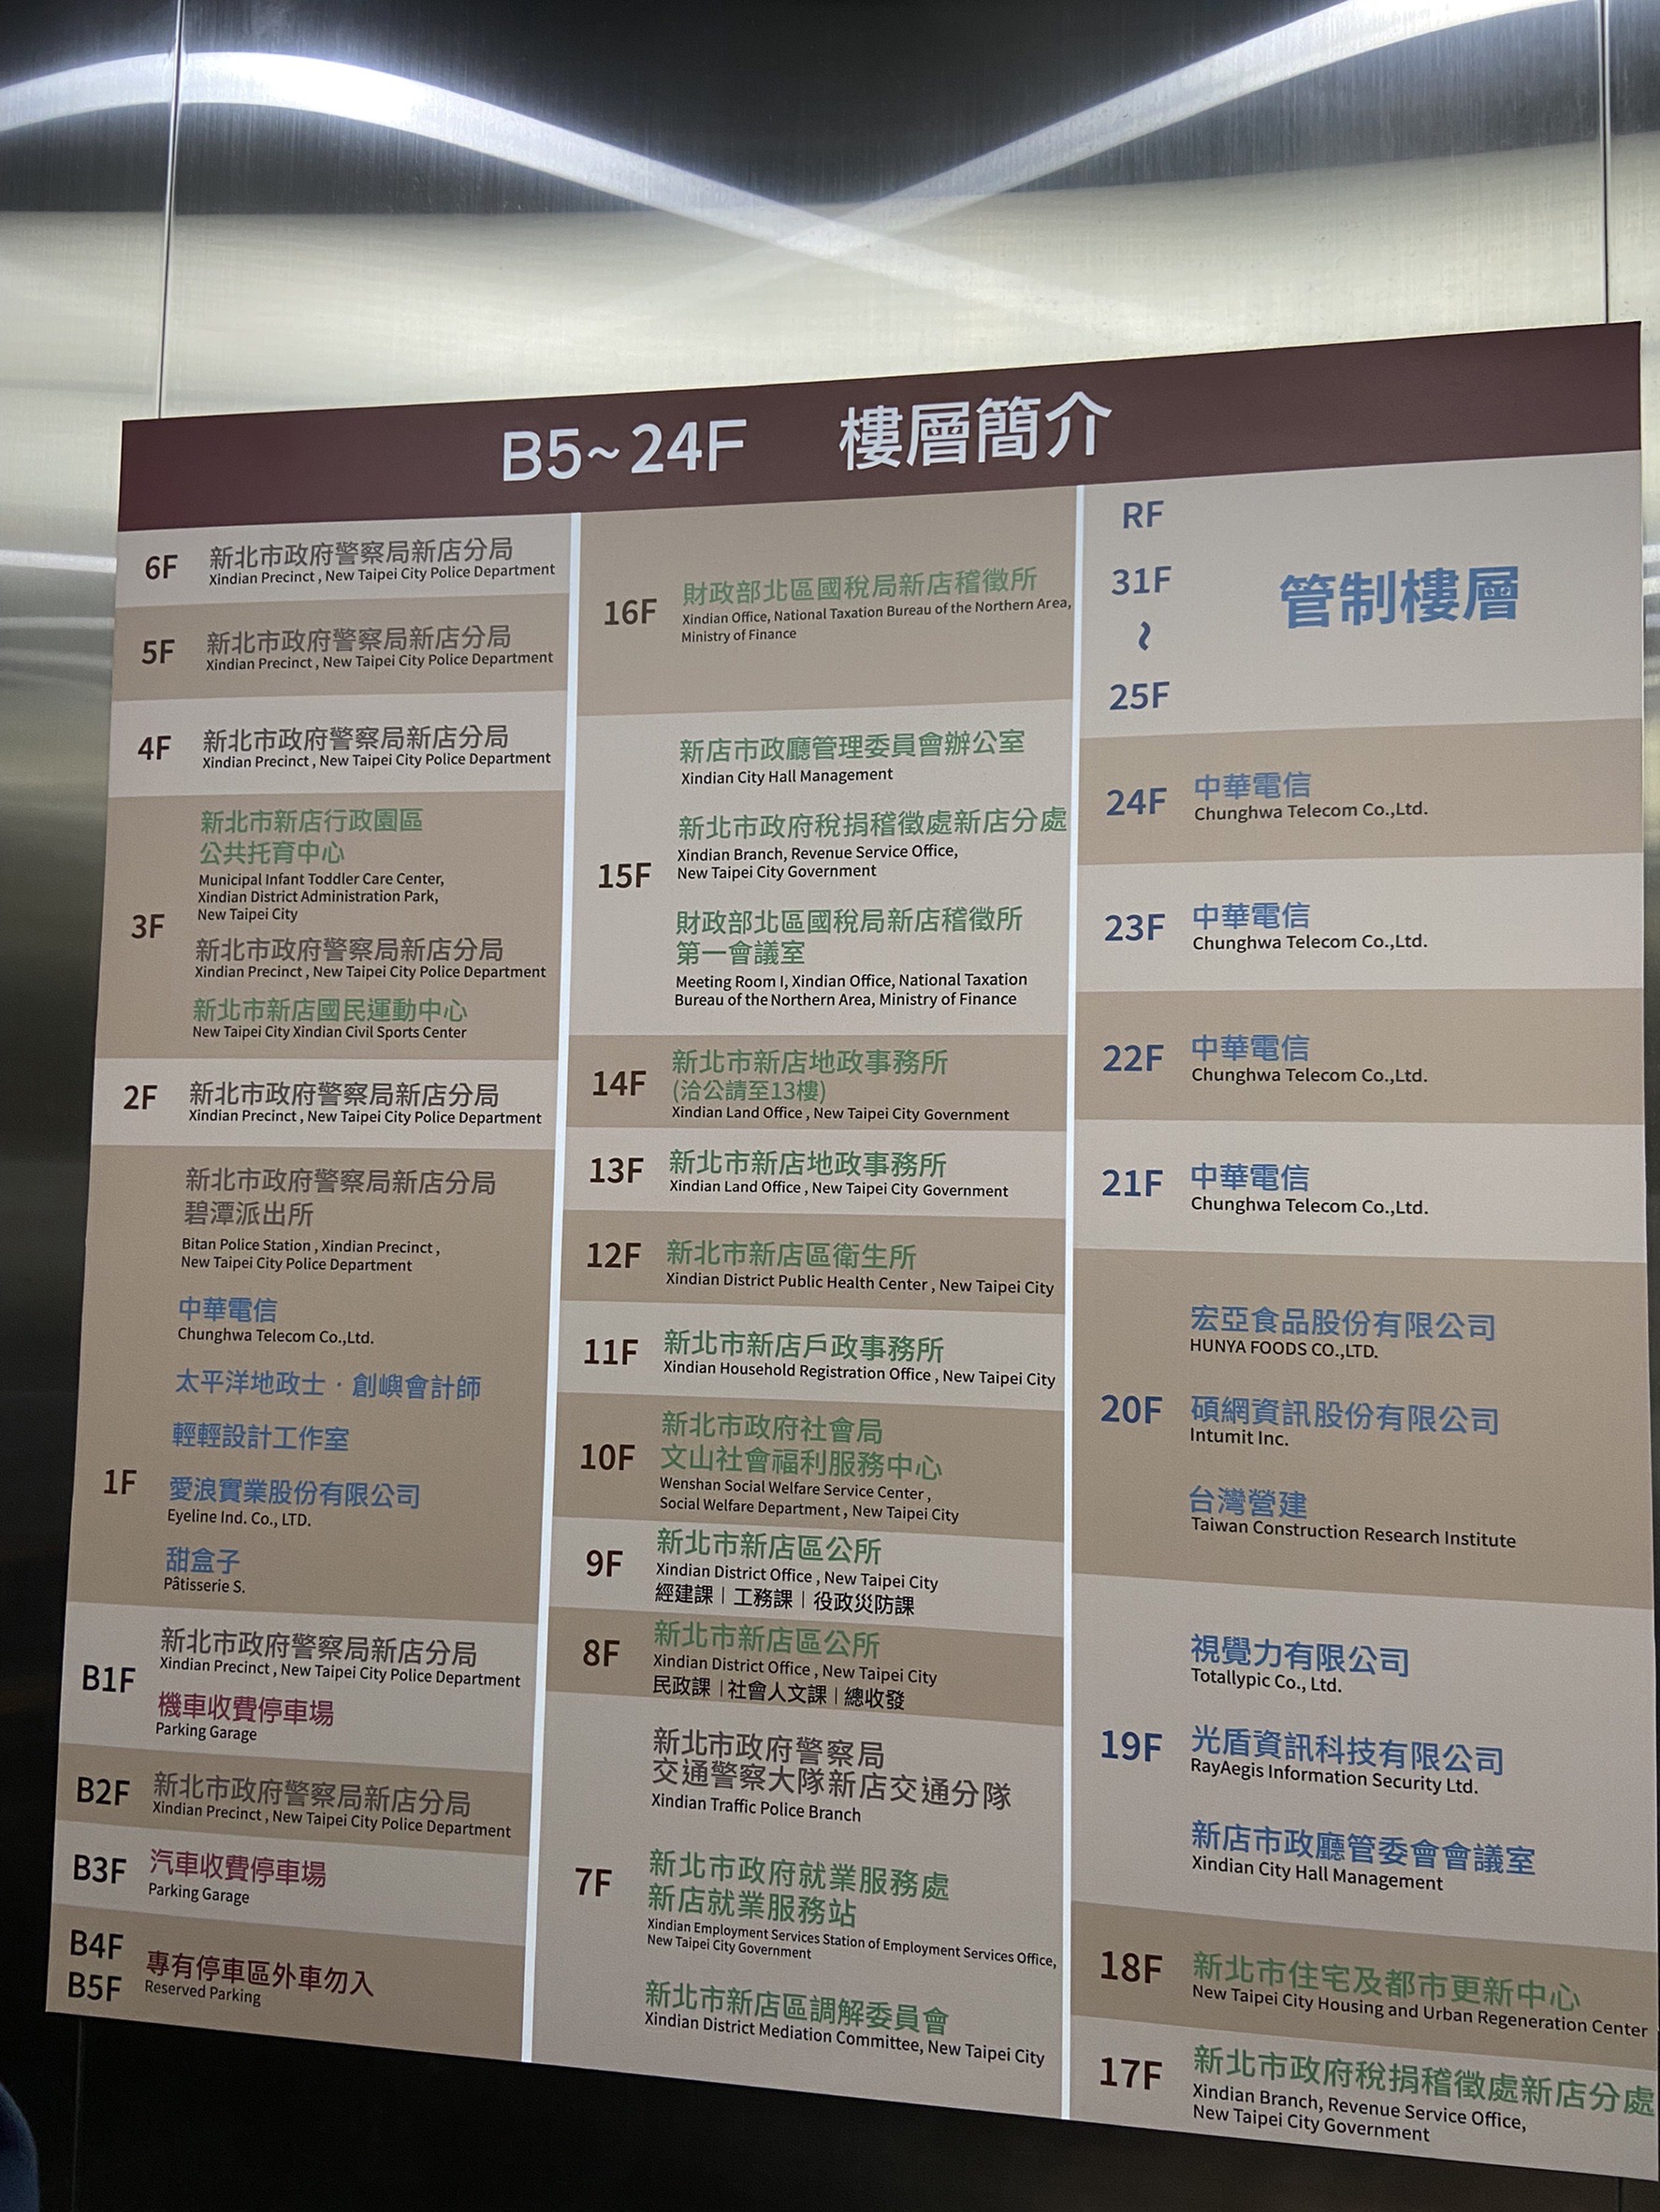 B5~24F 樓層簡介
6F
新北市政府警察局新店分局
Xindian Precinct , New Taipei City Police Department
5F
新北市政府警察局新店分局
Xindian Precinct , New Taipei City Police Department
4F
新北市政府警察局新店分局
Xindian Precinct , New Taipei City Police Department
3F
新北市新店行政園區
公共托育中心
Municipal Infant Toddler Care Center,
Xindian District Administration Park,
New Taipei City
新北市政府警察局新店分局
Xindian Precinct , New Taipei City Police Department
新北市新店國民運動中心
New Taipei City Xindian Civil Sports Center
2F
新北市政府警察局新店分局
Xindian Precinct , New Taipei City Police Department
1F
新北市政府警察局新店分局
碧潭派出所
Bitan Police Station , Xindian Precinct ,
New Taipei City Police Department
中華電信
Chunghwa Telecom Co.,Ltd.
太平洋地政士・創嶼會計師
輕輕設計工作室
愛浪實業股份有限公司
Eyeline Ind. Co., LTD.
甜盒子
Pâtisserie S.
B1F
新北市政府警察局新店分局
Xindian Precinct , New Taipei City Police Department
機車收費停車場
Parking Garage
B2F
新北市政府警察局新店分局
Xindian Precinct , New Taipei City Police Department
B3F
汽車收費停車場
Parking Garage
B4F
B5F
專有停車區外車勿入
Reserved Parking
16F
財政部北區國稅局新店稽徵所
Xindian Office, National Taxation Bureau of the Northern Area,
Ministry of Finance
15F
新店市政廳管理委員會辦公室
Xindian City Hall Management
新北市政府稅捐稽徵處新店分處
Xindian Branch, Revenue Service Office,
New Taipei City Government
財政部北區國稅局新店稽徵所
第一會議室
Meeting Room I, Xindian Office, National Taxation
Bureau of the Northern Area, Ministry of Finance
14F
新北市新店地政事務所
(洽公請至13樓)
Xindian Land Office , New Taipei City Government
13F
新北市新店地政事務所
Xindian Land Office , New Taipei City Government
12F
新北市新店區衛生所
Xindian District Public Health Center , New Taipei City
11F
新北市新店戶政事務所
Xindian Household Registration Office , New Taipei City
10F
新北市政府社會局
文山社會福利服務中心
Wenshan Social Welfare Service Center ,
Social Welfare Department , New Taipei City
9F
新北市新店區公所
Xindian District Office , New Taipei City
經建課｜工務課｜役政災防課
8F
新北市新店區公所
Xindian District Office , New Taipei City
民政課｜社會人文課｜總收發
7F
新北市政府警察局
交通警察大隊新店交通分隊
Xindian Traffic Police Branch
新北市政府就業服務處
新店就業服務站
Xindian Employment Services Station of Employment Services Office,
New Taipei City Government
新北市新店區調解委員會
Xindian District Mediation Committee, New Taipei City
RF
31F
~
25F
管制樓層
24F
中華電信
Chunghwa Telecom Co.,Ltd.
23F
中華電信
Chunghwa Telecom Co.,Ltd.
22F
中華電信
Chunghwa Telecom Co.,Ltd.
21F
中華電信
Chunghwa Telecom Co.,Ltd.
20F
宏亞食品股份有限公司
HUNYA FOODS CO.,LTD.
碩網資訊股份有限公司
Intumit Inc.
台灣營建
Taiwan Construction Research Institute
19F
視覺力有限公司
Totallypic Co., Ltd.
光盾資訊科技有限公司
RayAegis Information Security Ltd.
新店市政廳管委會會議室
Xindian City Hall Management
18F
新北市住宅及都市更新中心
New Taipei City Housing and Urban Regeneration Center
17F
新北市政府稅捐稽徵處新店分處
Xindian Branch, Revenue Service Office,
New Taipei City Government